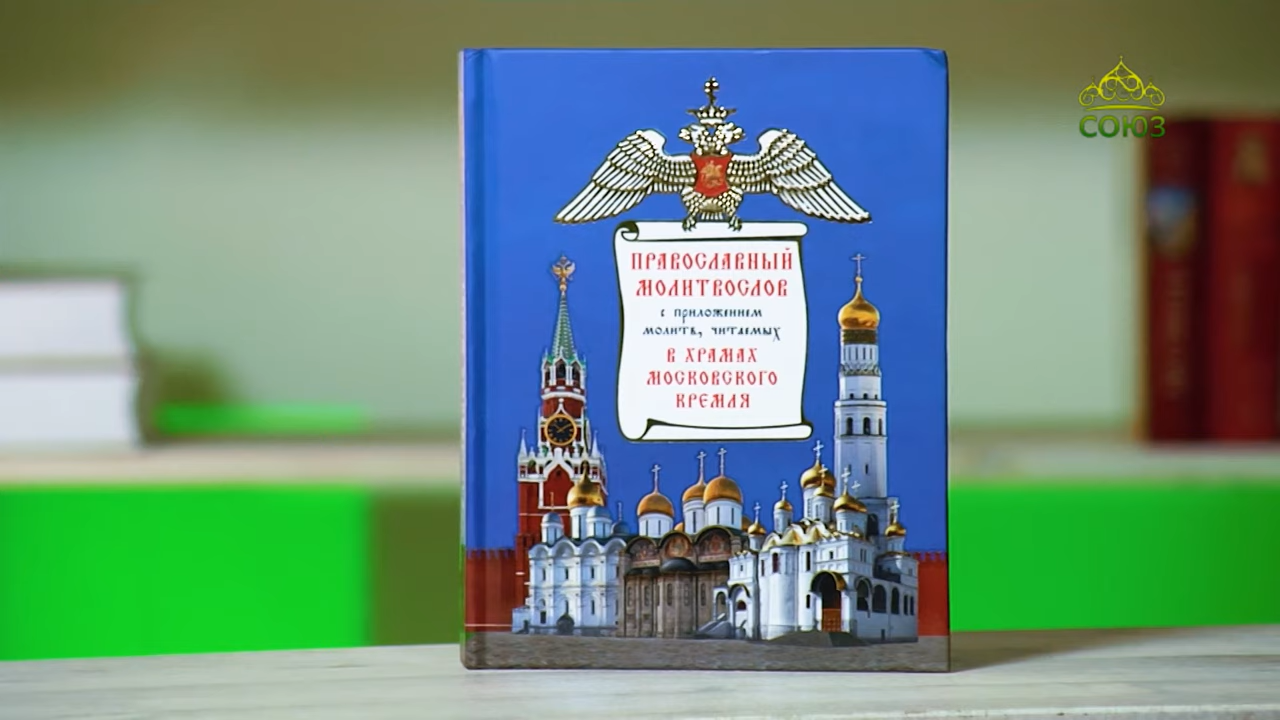 ПРАВОСЛАВНЫЙ
МОЛИТВОСЛОВ
с приложением
молитв, читаемых
В ХРАМАХ
МОСКОВСКОГО
КРЕМЛЯ
СОЮЗ